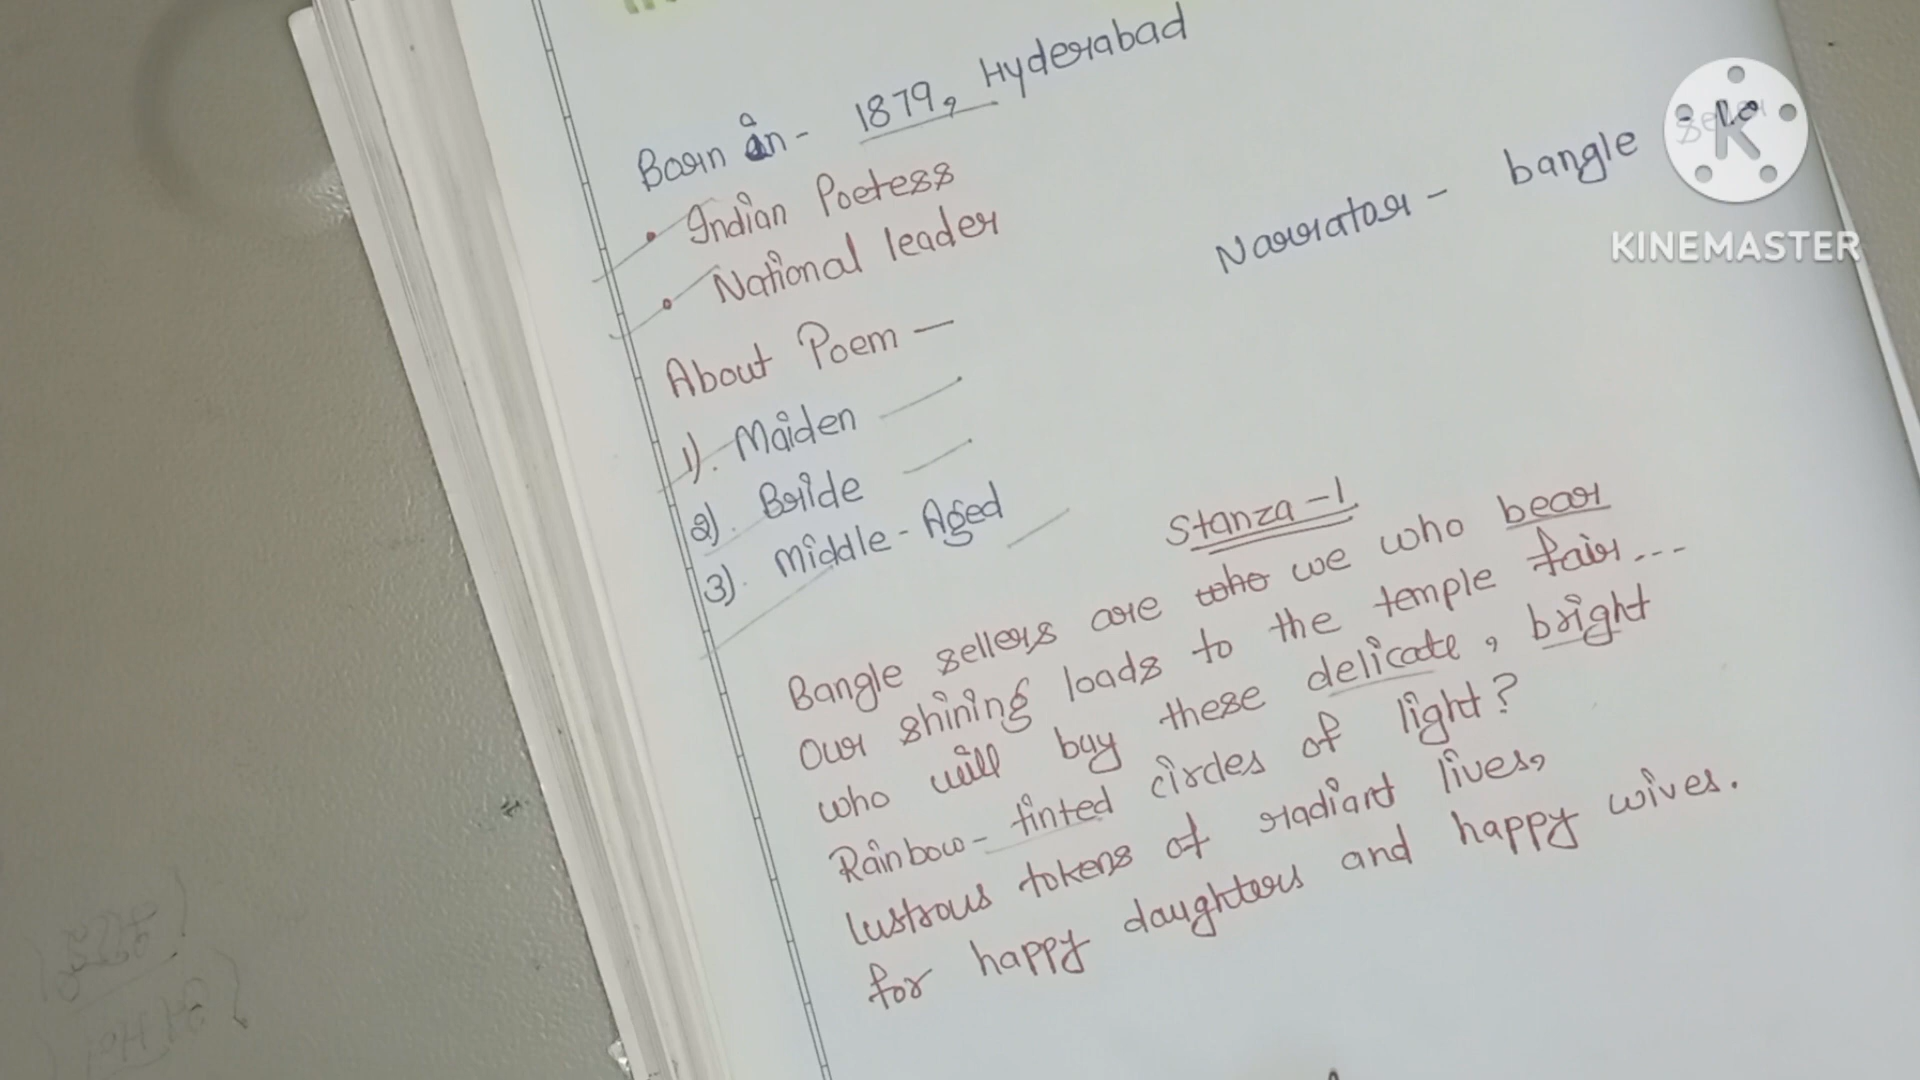 Born in - 1879, Hyderabad
• Indian Poetess
• National leader
Narrator - bangle
KINEMASTER
About Poem —
1). Maiden —
2). Bride —
3). Middle-Aged —
Stanza-1
Bangle sellers are who we who bear
Our shining loads to the temple fair...
who will buy these delicate, bright
Rainbow-tinted circles of light?
lustrous tokens of radiant lives,
for happy daughters and happy wives.